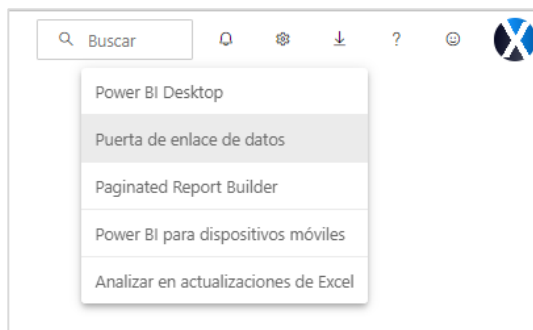 Buscar
?
X
Power BI Desktop
Puerta de enlace de datos
Paginated Report Builder
Power BI para dispositivos móviles
Analizar en actualizaciones de Excel